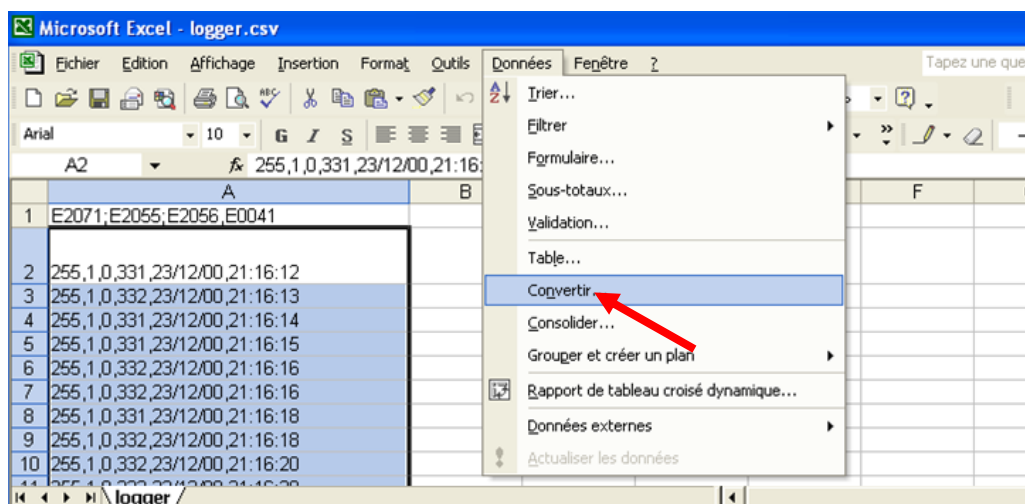 Microsoft Excel - logger.csv
Fichier Edition Affichage Insertion Format Outils Données Fenêtre ? Tapez une que
Arial 10 G I S
A2 fx 255,1,0,331,23/12/00,21:16:
A B F
1 E2071;E2055;E2056,E0041
2 255,1,0,331,23/12/00,21:16:12
3 255,1,0,332,23/12/00,21:16:13
4 255,1,0,331,23/12/00,21:16:14
5 255,1,0,331,23/12/00,21:16:15
6 255,1,0,332,23/12/00,21:16:16
7 255,1,0,332,23/12/00,21:16:16
8 255,1,0,331,23/12/00,21:16:18
9 255,1,0,332,23/12/00,21:16:18
10 255,1,0,332,23/12/00,21:16:20
logger
Trier...
Filtrer
Formulaire...
Sous-totaux...
Validation...
Table...
Convertir
Consolider...
Grouper et créer un plan
Rapport de tableau croisé dynamique...
Données externes
Actualiser les données